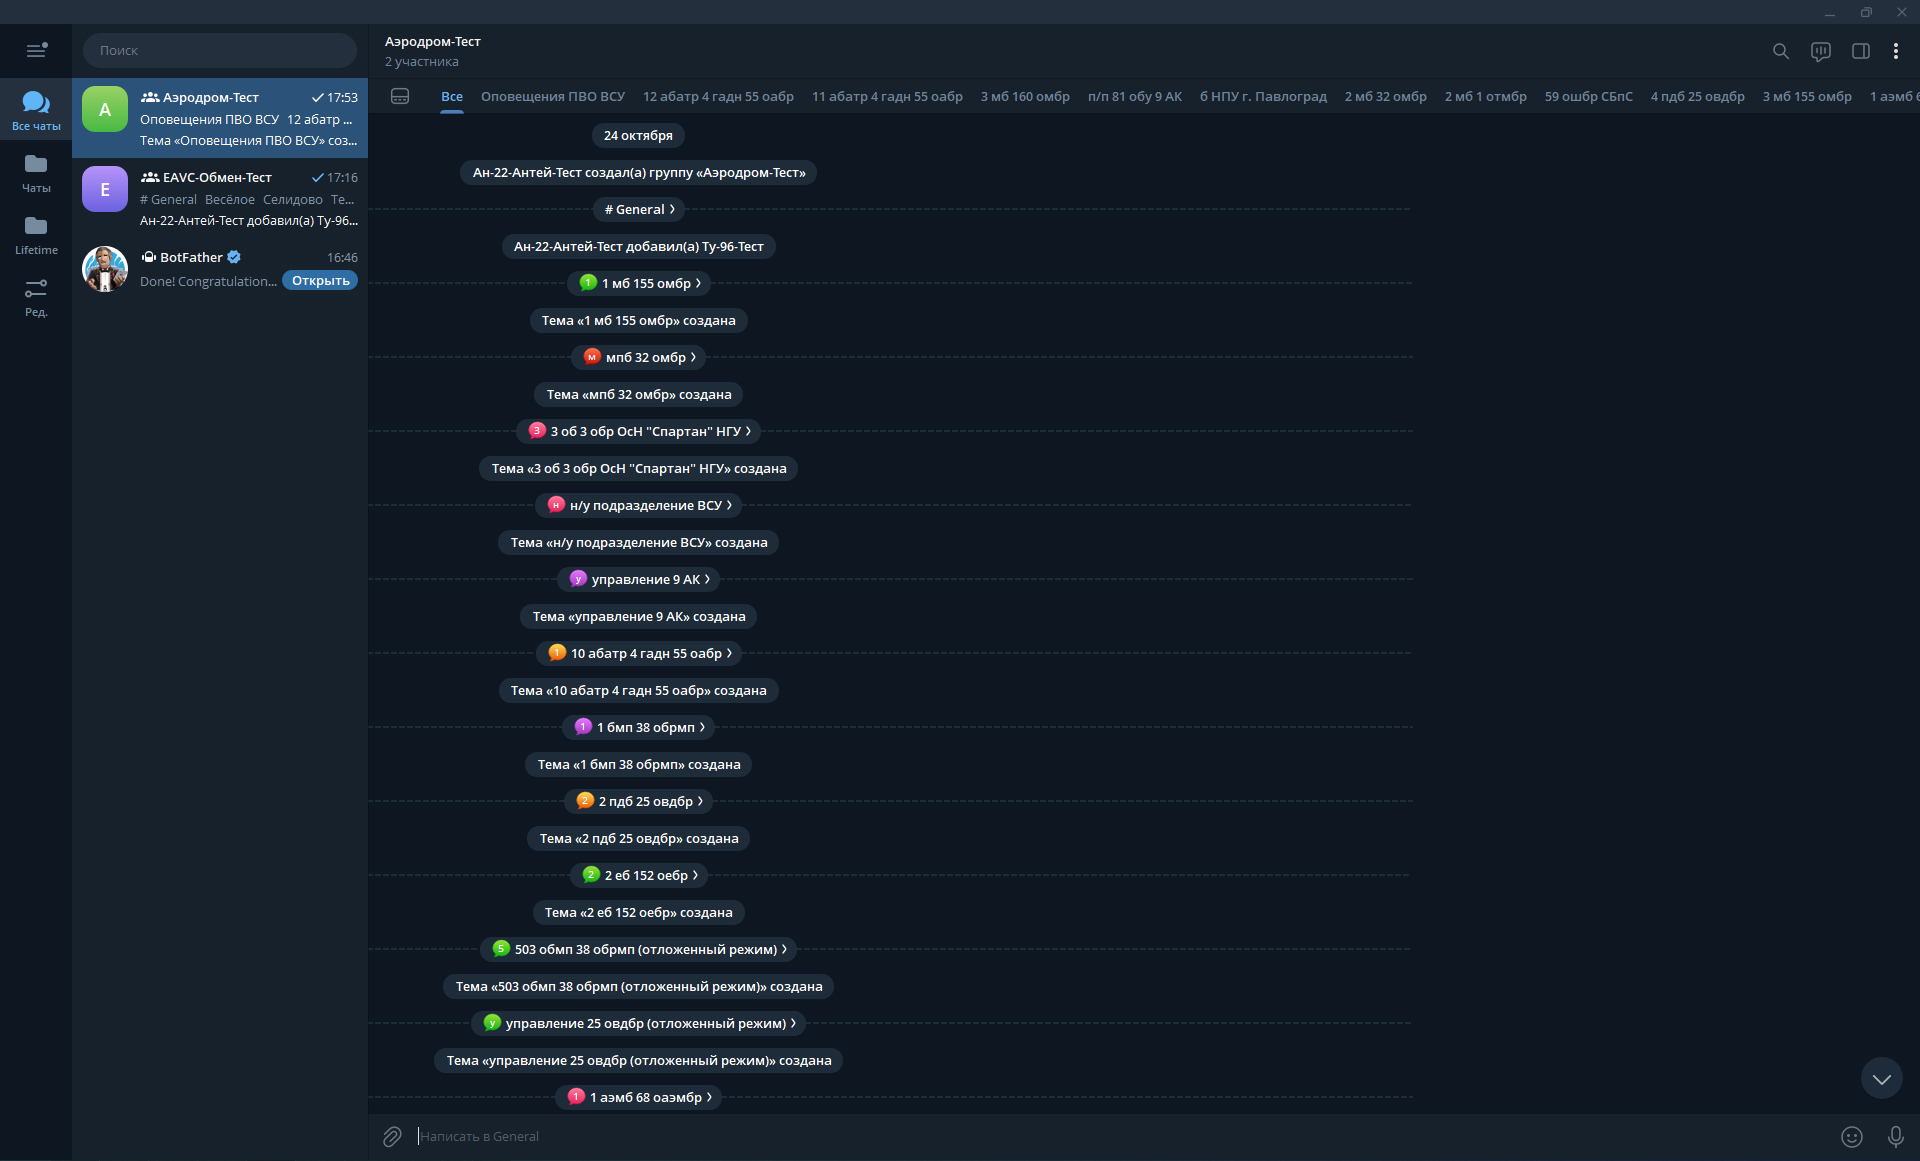 Поиск
Все чаты
Чаты
Lifetime
Ред.
А
Аэродром-Тест 17:53
Оповещения ПВО ВСУ 12 абатр ...
Тема «Оповещения ПВО ВСУ» соз...
E
EAVC-Обмен-Тест 17:16
# General Весёлое Селидово Те...
Ан-22-Антей-Тест добавил(а) Ту-96...
BotFather 16:46
Done! Congratulation... Открыть
Аэродром-Тест
2 участника
Все Оповещения ПВО ВСУ 12 абатр 4 гадн 55 оабр 11 абатр 4 гадн 55 оабр 3 мб 160 омбр п/п 81 обу 9 АК б НПУ г. Павлоград 2 мб 32 омбр 2 мб 1 отмбр 59 ошбр СБпС 4 пдб 25 овдбр 3 мб 155 омбр 1 аэмб
24 октября
Ан-22-Антей-Тест создал(а) группу «Аэродром-Тест»
# General
Ан-22-Антей-Тест добавил(а) Ту-96-Тест
1 1 мб 155 омбр
Тема «1 мб 155 омбр» создана
м мпб 32 омбр
Тема «мпб 32 омбр» создана
3 3 об 3 обр ОсН "Спартан" НГУ
Тема «3 об 3 обр ОсН "Спартан" НГУ» создана
н н/у подразделение ВСУ
Тема «н/у подразделение ВСУ» создана
у управление 9 АК
Тема «управление 9 АК» создана
1 10 абатр 4 гадн 55 оабр
Тема «10 абатр 4 гадн 55 оабр» создана
1 1 бмп 38 обрмп
Тема «1 бмп 38 обрмп» создана
2 2 пдб 25 овдбр
Тема «2 пдб 25 овдбр» создана
2 2 еб 152 оебр
Тема «2 еб 152 оебр» создана
5 503 обмп 38 обрмп (отложенный режим)
Тема «503 обмп 38 обрмп (отложенный режим)» создана
у управление 25 овдбр (отложенный режим)
Тема «управление 25 овдбр (отложенный режим)» создана
1 1 аэмб 68 оаэмбр
Написать в General